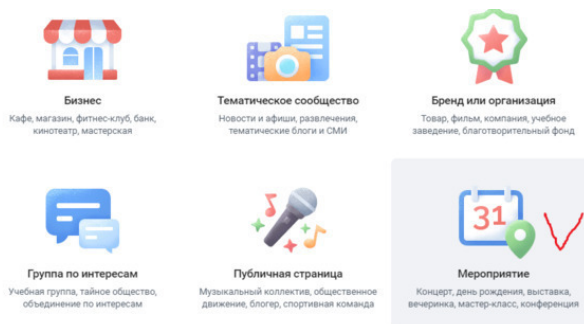 Бизнес
Кафе, магазин, фитнес-клуб, банк,
кинотеатр, мастерская
Тематическое сообщество
Новости и афиши, развлечения,
тематические блоги и СМИ
Бренд или организация
Товар, фильм, компания, учебное
заведение, благотворительный фонд
Группа по интересам
Учебная группа, тайное общество,
объединение по интересам
Публичная страница
Музыкальный коллектив, общественное
движение, блогер, спортивная команда
31
Мероприятие
Концерт, день рождения, выставка,
вечеринка, мастер-класс, конференция